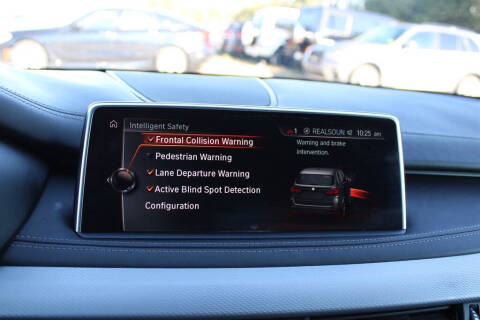 Intelligent Safety
1 REALSOUN 10:25 am
Frontal Collision Warning
Pedestrian Warning
Lane Departure Warning
Active Blind Spot Detection
Configuration
Warning and brake
intervention.